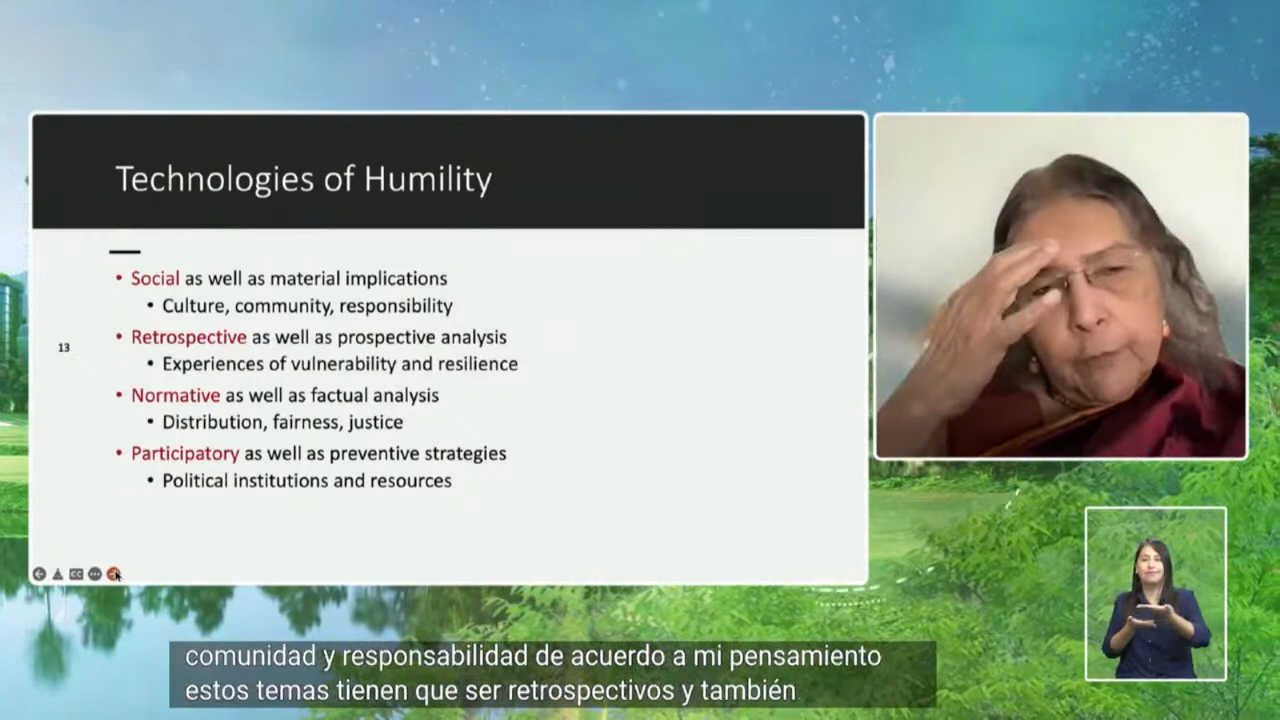 Technologies of Humility
• Social as well as material implications
• Culture, community, responsibility
• Retrospective as well as prospective analysis
13
• Experiences of vulnerability and resilience
• Normative as well as factual analysis
• Distribution, fairness, justice
• Participatory as well as preventive strategies
• Political institutions and resources
CC
comunidad y responsabilidad de acuerdo a mi pensamiento
estos temas tienen que ser retrospectivos y también